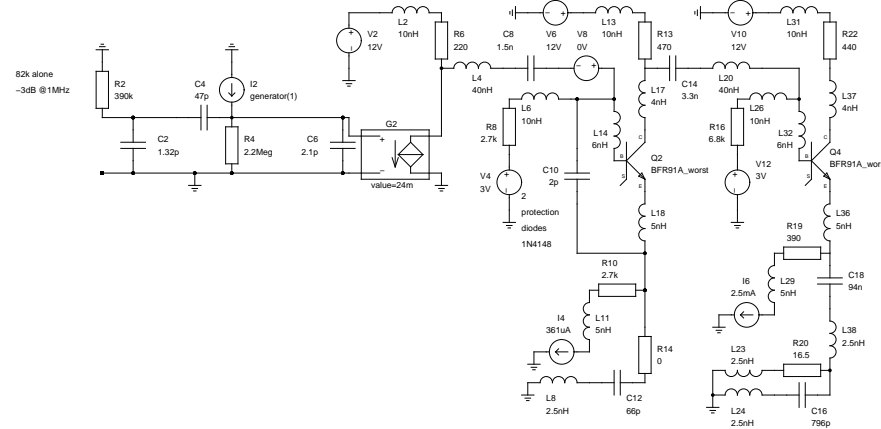 82k alone
−3dB @1MHz
R2
390k
C2
1.32p
C4
47p
I2
generator(1)
R4
2.2Meg
C6
2.1p
G2
+
−
value=24m
V2
12V
+
−
L2
10nH
R6
220
L4
40nH
C8
1.5n
V6
12V
−
+
V8
0V
−
+
L13
10nH
R13
470
L17
4nH
C14
3.3n
L6
10nH
R8
2.7k
V4
3V
+
−
2
protection
diodes
1N4148
C10
2p
L14
6nH
B
C
S
E
Q2
BFR91A_worst
L18
5nH
R10
2.7k
L11
5nH
I4
361uA
R14
0
L8
2.5nH
C12
66p
V10
12V
−
+
L31
10nH
R22
440
L37
4nH
L20
40nH
L26
10nH
R16
6.8k
V12
3V
+
−
L32
6nH
B
C
S
E
Q4
BFR91A_wor
L36
5nH
R19
390
L29
5nH
I6
2.5mA
C18
94n
L38
2.5nH
L23
2.5nH
R20
16.5
L24
2.5nH
C16
796p